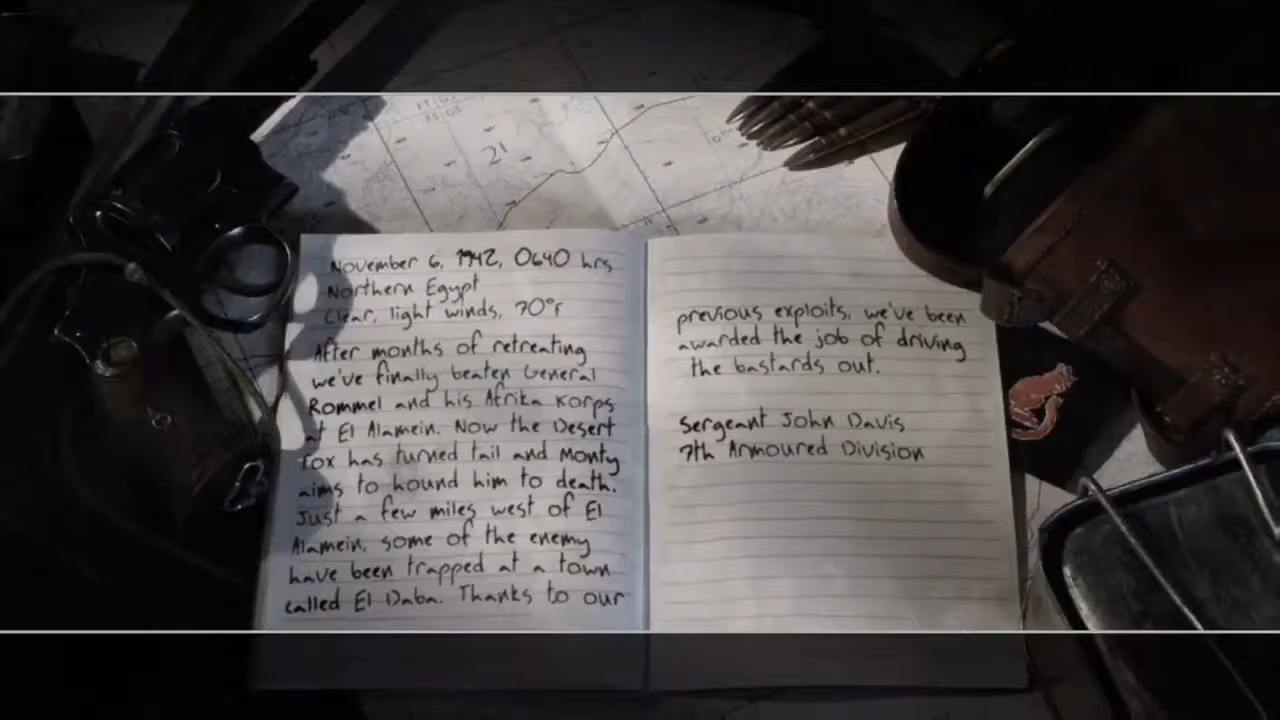 21
November 6, 1942, 0640 hrs
Northern Egypt
Clear, light winds, 70°F
After months of retreating
we've finally beaten General
Rommel and his Afrika Korps
at El Alamein. Now the Desert
Fox has turned tail and Monty
aims to hound him to death.
Just a few miles west of El
Alamein, some of the enemy
have been trapped at a town
called El Daba. Thanks to our
previous exploits, we've been
awarded the job of driving
the bastards out.
Sergeant John Davis
7th Armoured Division